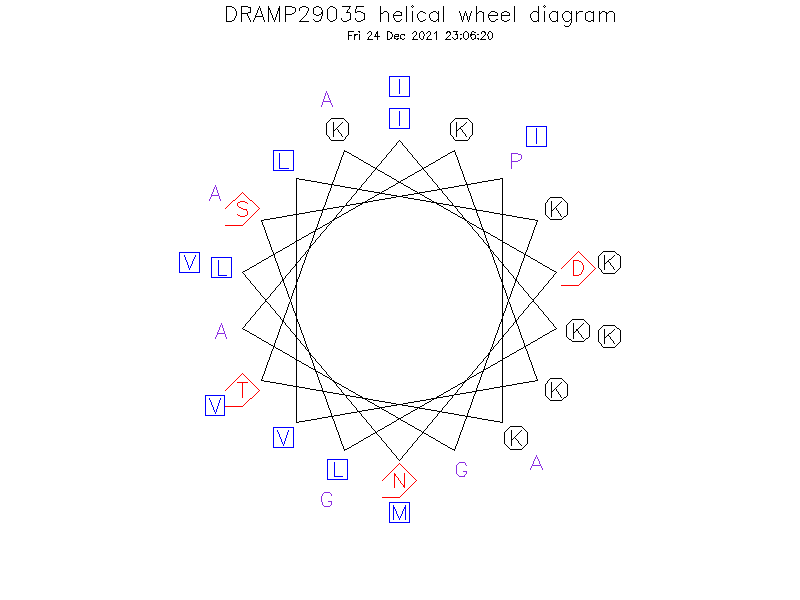 DRAMP29035 helical wheel diagram
Fri 24 Dec 2021 23:06:20
I
A
I
K
K
I
L
P
A
S
K
V
L
D
K
A
K
K
V
T
K
V
K
L
G
A
G
N
M